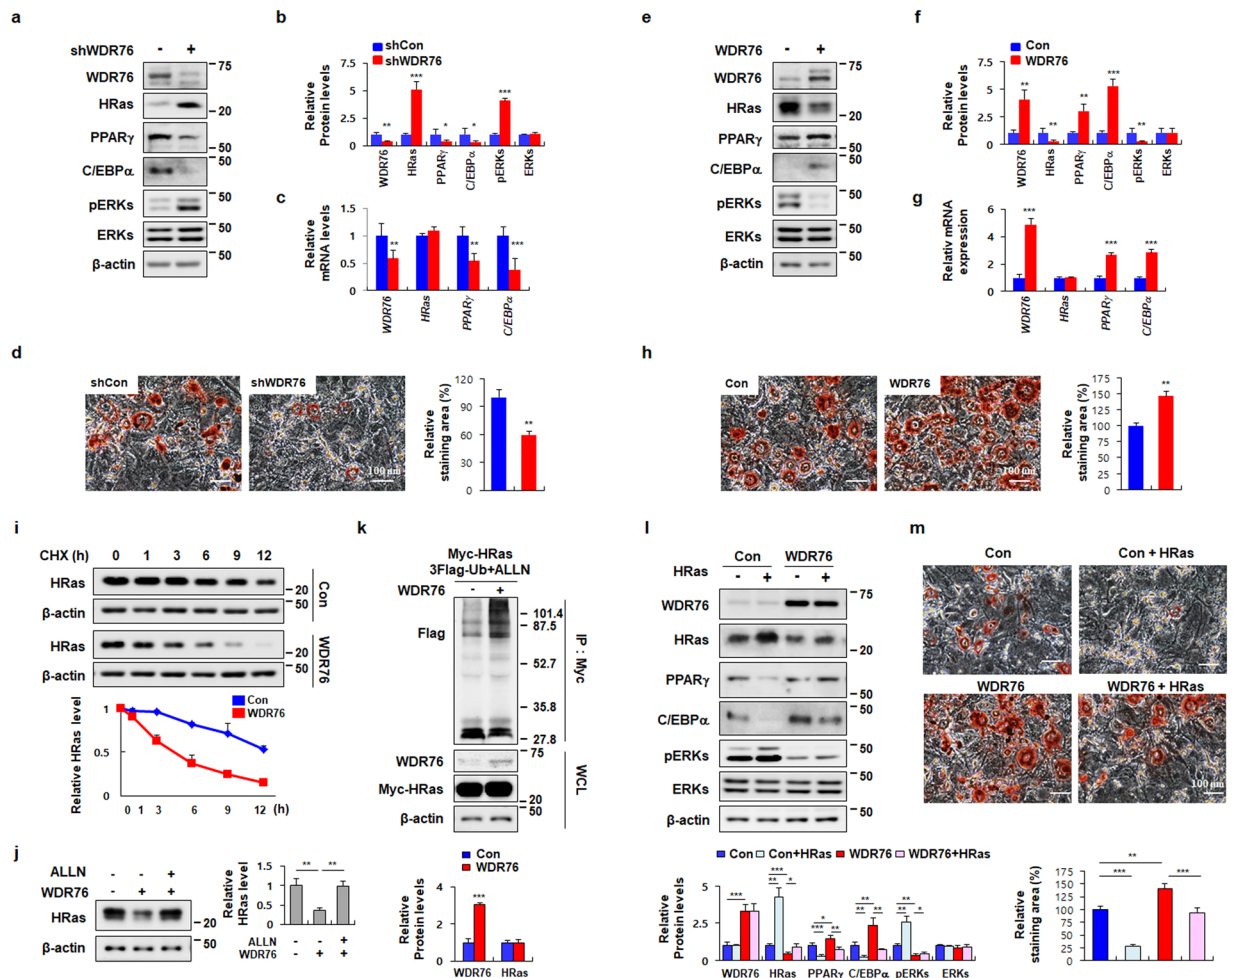 a
shWDR76 - +
WDR76
75
HRas
20
PPARγ
50
C/EBPα
50
pERKs
50
ERKs
β-actin
50
b
shCon
shWDR76
Relative
Protein levels
7.5
5
2.5
0
** *** * * ***
WDR76 HRas PPARγ C/EBPα pERKs ERKs
c
Relative
mRNA levels
1.5
1
0.5
0
** ** ***
WDR76 HRas PPARγ C/EBPα
d
shCon
shWDR76
100 μm
Relative
staining area (%)
120
90
60
30
0
**
e
WDR76 - +
WDR76
75
HRas
20
PPARγ
50
C/EBPα
50
pERKs
50
ERKs
β-actin
50
f
Con
WDR76
Relative
Protein levels
7.5
5
2.5
0
** ** ** *** **
WDR76 HRas PPARγ C/EBPα pERKs ERKs
g
Relativ mRNA
expression
6
4
2
0
*** *** ***
WDR76 HRas PPARγ C/EBPα
h
Con
WDR76
100 μm
Relative
staining area (%)
175
150
125
100
75
50
25
0
**
i
CHX (h) 0 1 3 6 9 12
HRas
20
β-actin
50
Con
HRas
20
β-actin
50
WDR76
Relative HRas level
Con
WDR76
1
0.5
0
0 1 3 6 9 12 (h)
j
ALLN - - +
WDR76 - + +
HRas
20
β-actin
50
Relative
HRas level
1.5
1
0.5
0
** **
ALLN - - +
WDR76 - + +
k
Myc-HRas
3Flag-Ub+ALLN
WDR76 - +
Flag
101.4
87.5
52.7
35.8
27.8
IP : Myc
WDR76
75
Myc-HRas
20
β-actin
50
WCL
Con
WDR76
Relative
Protein levels
4
3
2
1
0
***
WDR76 HRas
l
Con WDR76
HRas - + - +
WDR76
75
HRas
20
PPARγ
50
C/EBPα
50
pERKs
50
ERKs
β-actin
50
Con Con+HRas WDR76 WDR76+HRas
Relative
Protein levels
5
2.5
0
*** *** ** * * *** ** ** ** ** ** ** *
WDR76 HRas PPARγ C/EBPα pERKs ERKs
m
Con
Con + HRas
WDR76
WDR76 + HRas
100 μm
Relative
staining area (%)
175
150
125
100
75
50
25
0
** *** ***